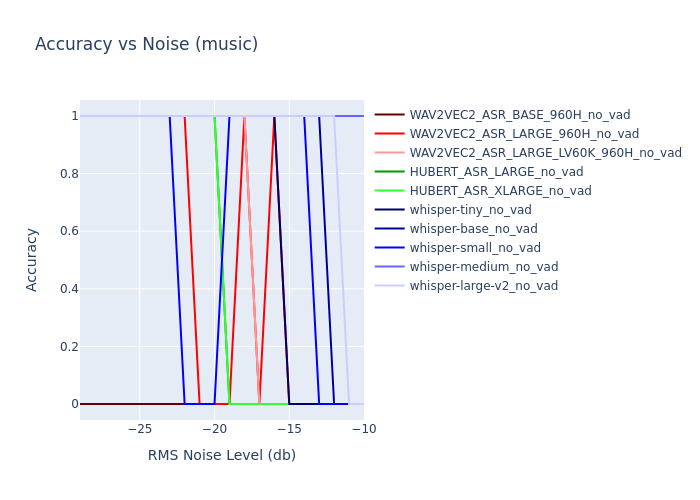 Accuracy vs Noise (music)
1
0.8
0.6
0.4
0.2
0
Accuracy
−25
−20
−15
−10
RMS Noise Level (db)
WAV2VEC2_ASR_BASE_960H_no_vad
WAV2VEC2_ASR_LARGE_960H_no_vad
WAV2VEC2_ASR_LARGE_LV60K_960H_no_vad
HUBERT_ASR_LARGE_no_vad
HUBERT_ASR_XLARGE_no_vad
whisper-tiny_no_vad
whisper-base_no_vad
whisper-small_no_vad
whisper-medium_no_vad
whisper-large-v2_no_vad